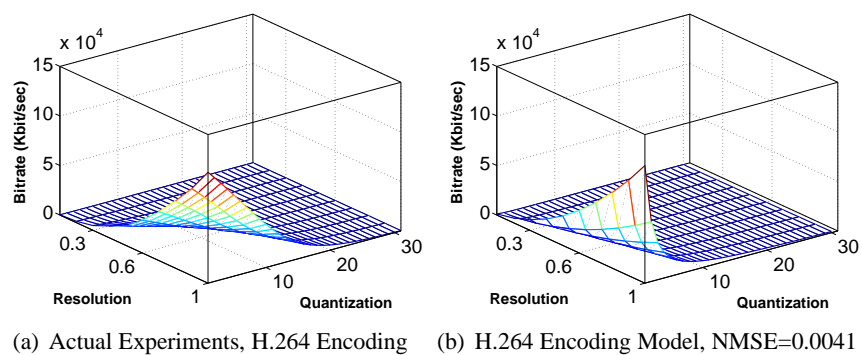 x 10^4
15
10
5
0
Bitrate (Kbit/sec)
0.3
0.6
1
Resolution
10
20
30
Quantization
(a) Actual Experiments, H.264 Encoding
x 10^4
15
10
5
0
Bitrate (Kbit/sec)
0.3
0.6
1
Resolution
10
20
30
Quantization
(b) H.264 Encoding Model, NMSE=0.0041